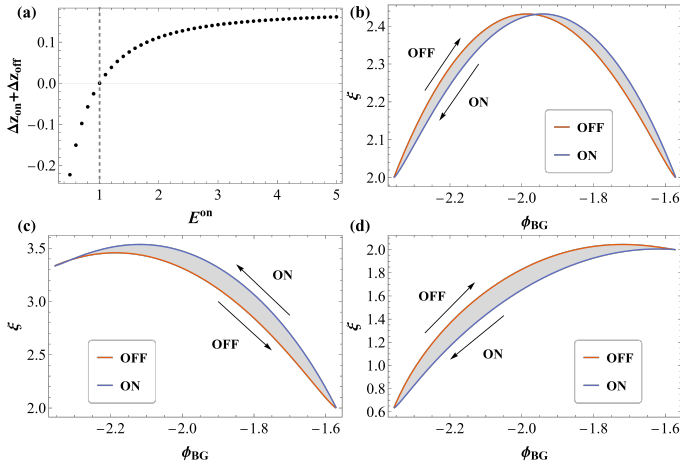 (a)
Δz_on+Δz_off
0.1
0.0
-0.1
-0.2
0 1 2 3 4 5
E^on
(b)
ξ
2.4
2.3
2.2
2.1
2.0
OFF
ON
OFF
ON
-2.2 -2.0 -1.8 -1.6
ϕ_BG
(c)
ξ
3.5
3.0
2.5
2.0
ON
OFF
OFF
ON
-2.2 -2.0 -1.8 -1.6
ϕ_BG
(d)
ξ
2.0
1.8
1.6
1.4
1.2
1.0
0.8
0.6
OFF
ON
OFF
ON
-2.2 -2.0 -1.8 -1.6
ϕ_BG